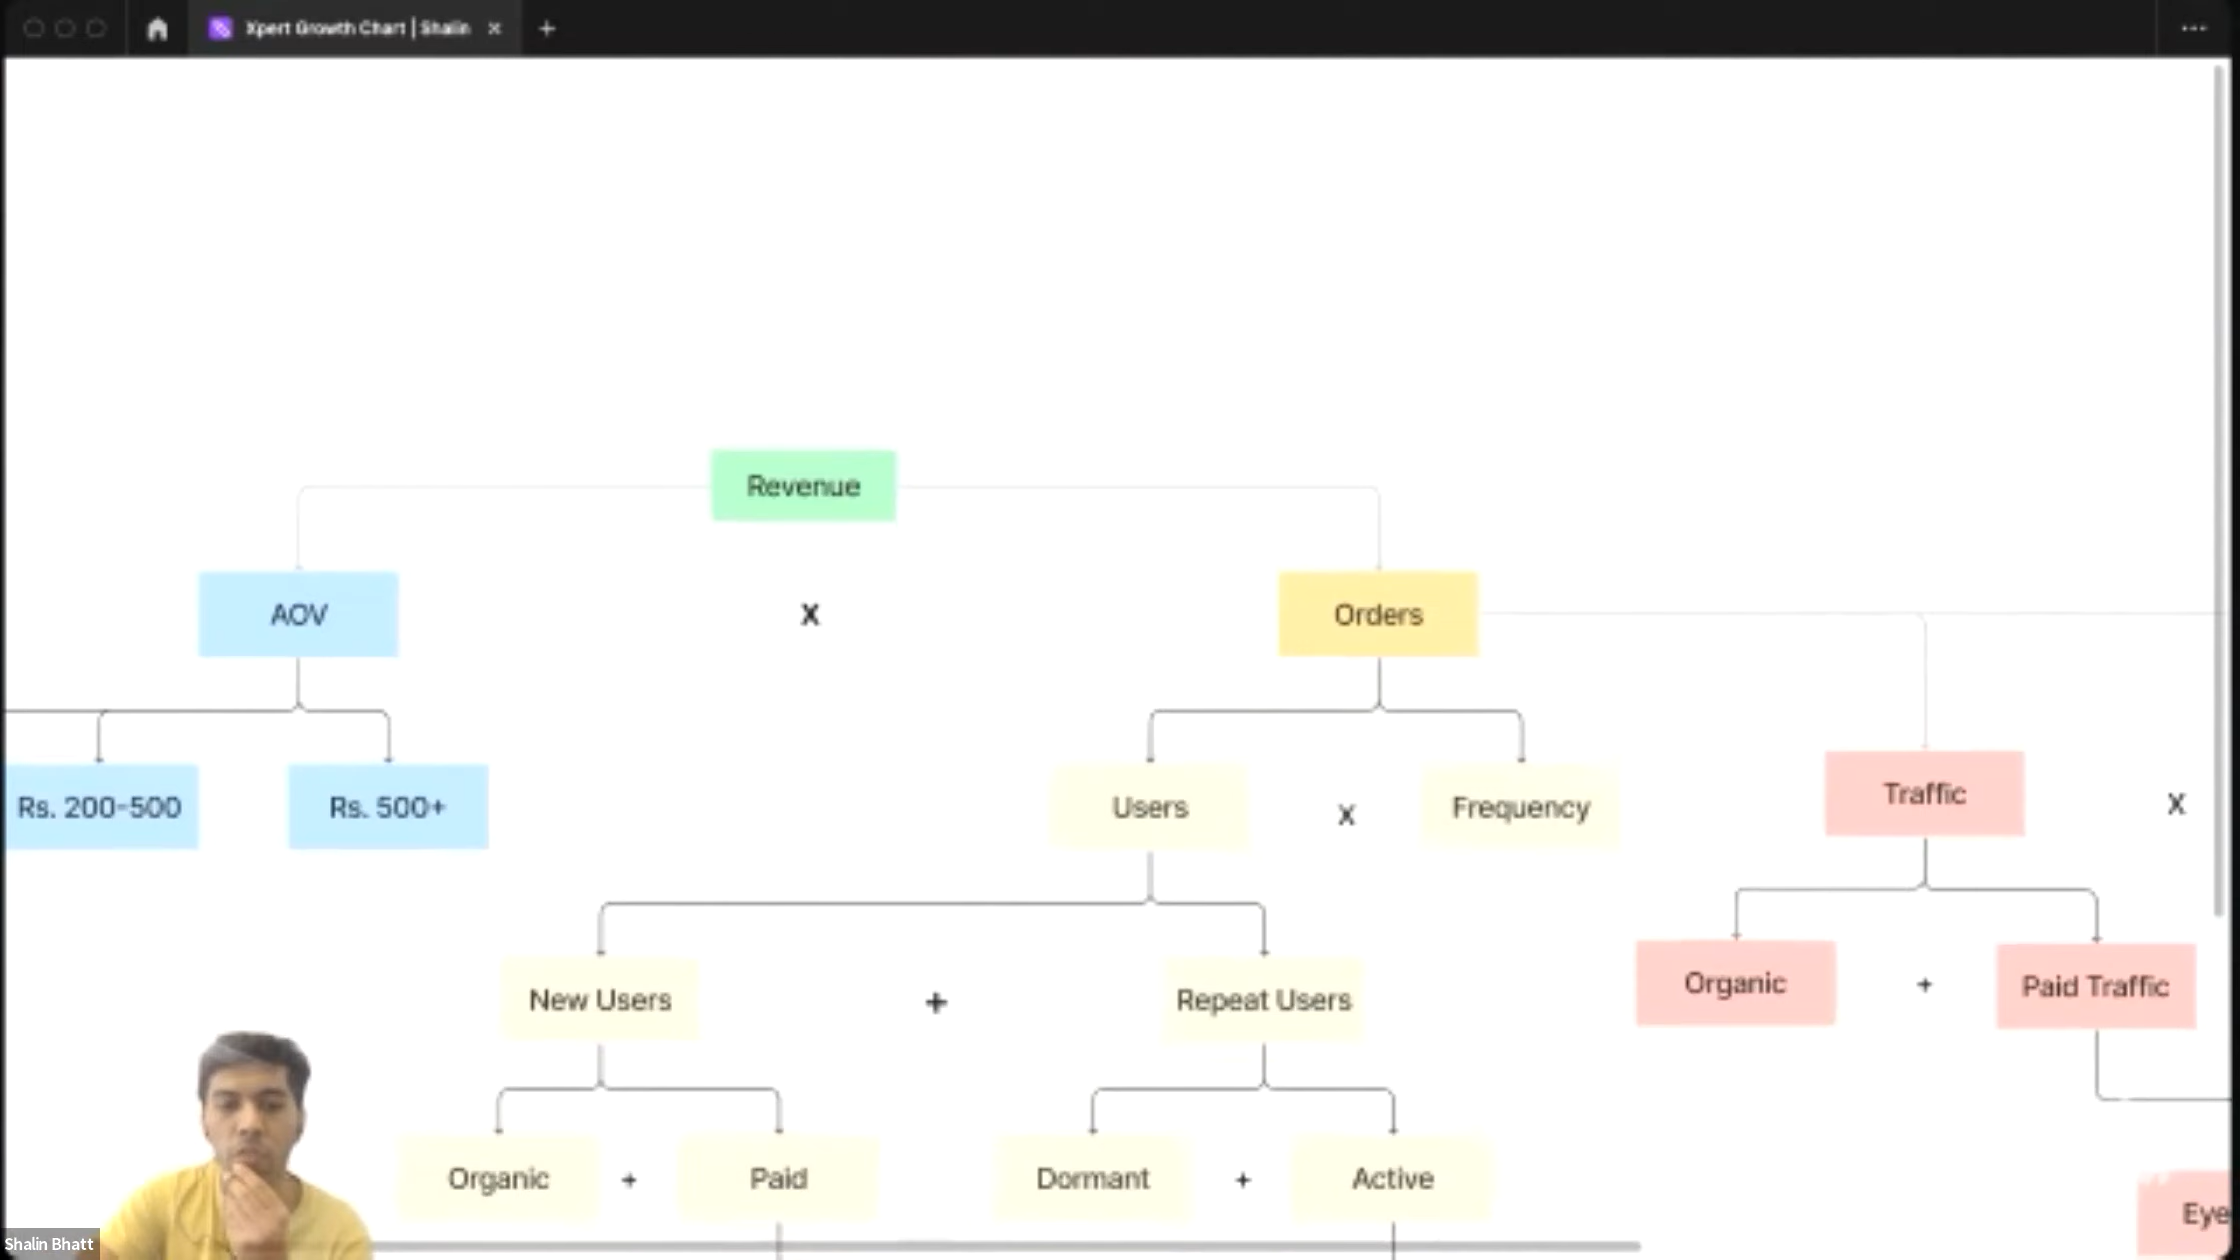 Xpert Growth Chart | Shalin
Revenue
AOV
X
Orders
Rs. 200-500
Rs. 500+
Users
X
Frequency
Traffic
X
New Users
+
Repeat Users
Organic
+
Paid Traffic
Organic
+
Paid
Dormant
+
Active
Eye
Shalin Bhatt